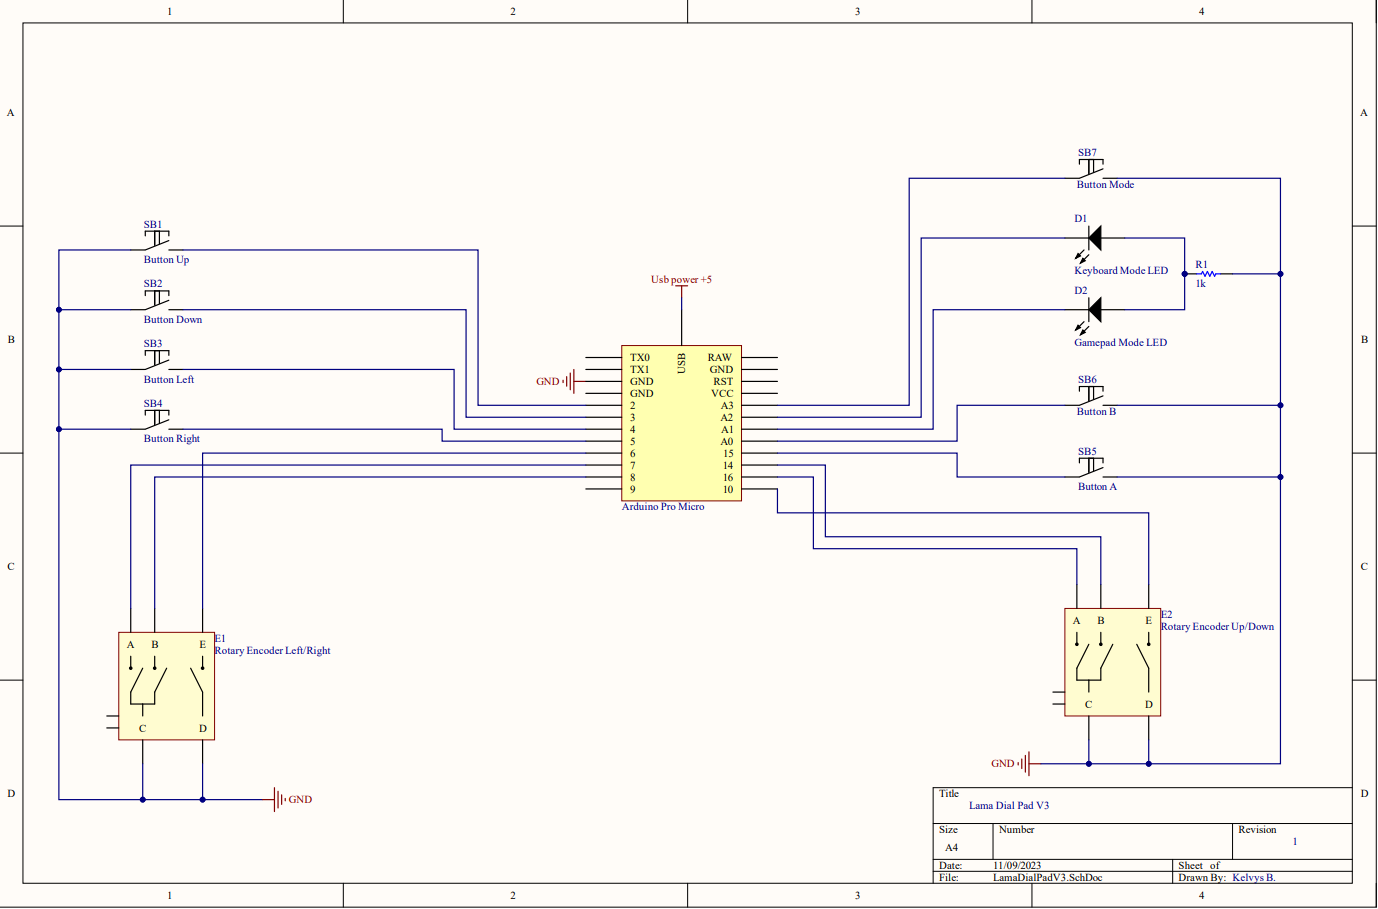 1 2 3 4
A A
SB7
Button Mode
SB1
Button Up
D1
Keyboard Mode LED
R1
1k
SB2
Button Down
Usb power +5
D2
Gamepad Mode LED
B B
SB3
Button Left
USB
TX0 RAW
TX1 GND
GND GND RST
GND VCC
2 A3
3 A2
4 A1
5 A0
6 15
7 14
8 16
9 10
Arduino Pro Micro
SB4
Button Right
SB6
Button B
SB5
Button A
C C
E1
Rotary Encoder Left/Right
A B E
C D
E2
Rotary Encoder Up/Down
A B E
C D
GND
GND
D D
Title
Lama Dial Pad V3
Size Number Revision
A4 1
Date: 11/09/2023 Sheet of
File: LamaDialPadV3.SchDoc Drawn By: Kelvys B.
1 2 3 4